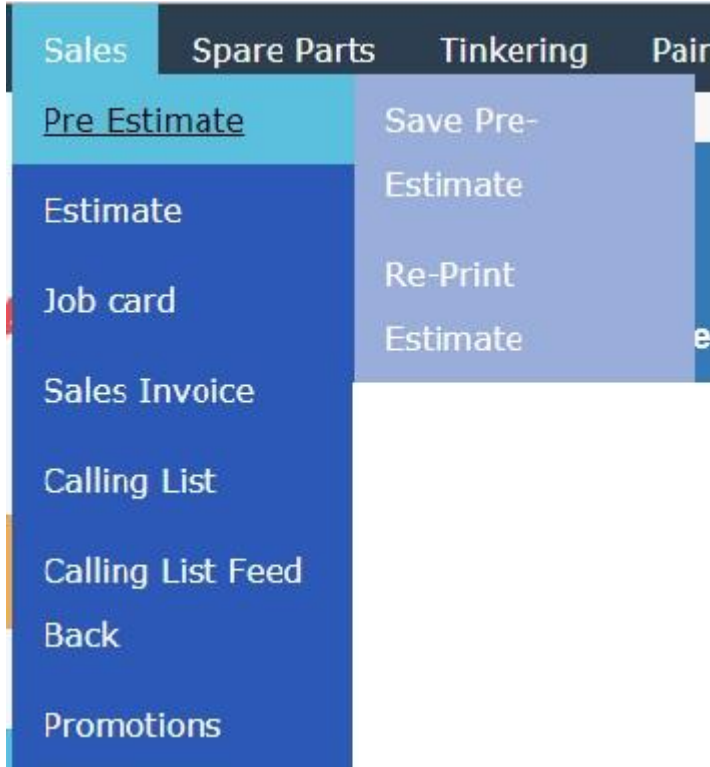 Sales Spare Parts Tinkering
Pre Estimate
Save Pre-
Estimate
Estimate
Re-Print
Estimate
Job card
Sales Invoice
Calling List
Calling List Feed
Back
Promotions